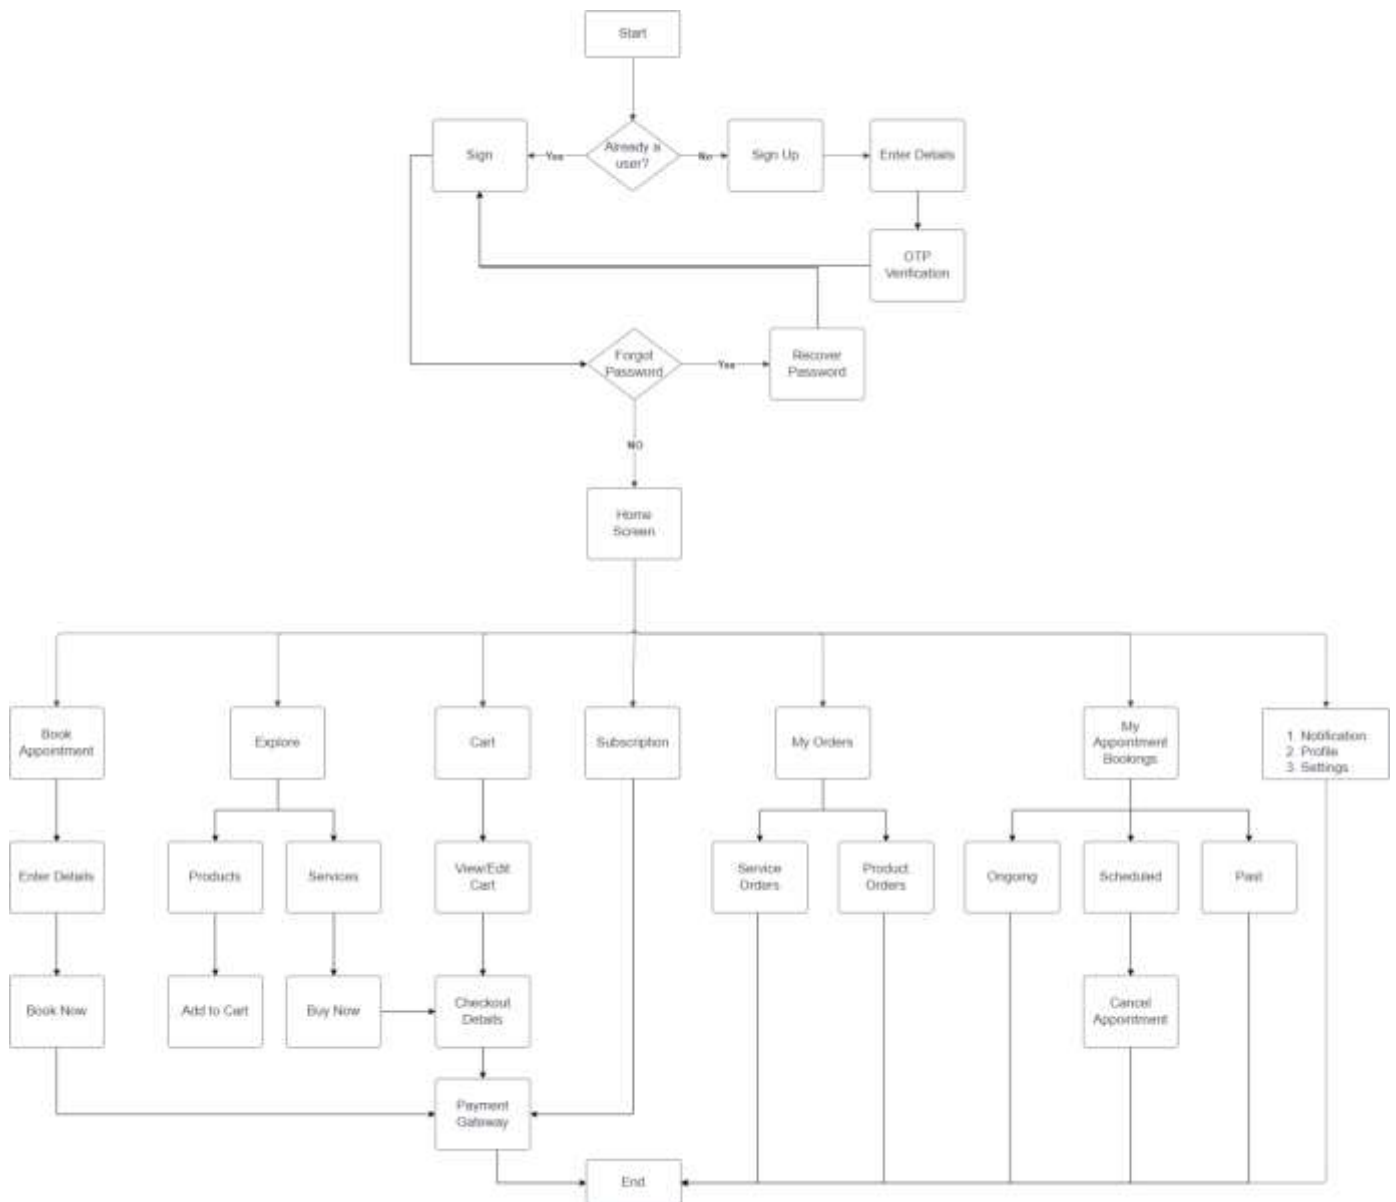 Start
Sign
Yes
Already a
user?
No
Sign Up
Enter Details
OTP
Verification
Forgot
Password
Yes
Recover
Password
NO
Home
Screen
Book
Appointment
Explore
Cart
Subscription
My Orders
My
Appointment
Bookings
1. Notification
2. Profile
3. Settings
Enter Details
Products
Services
View/Edit
Cart
Service
Orders
Product
Orders
Ongoing
Scheduled
Past
Book Now
Add to Cart
Buy Now
Checkout
Details
Cancel
Appointment
Payment
Gateway
End